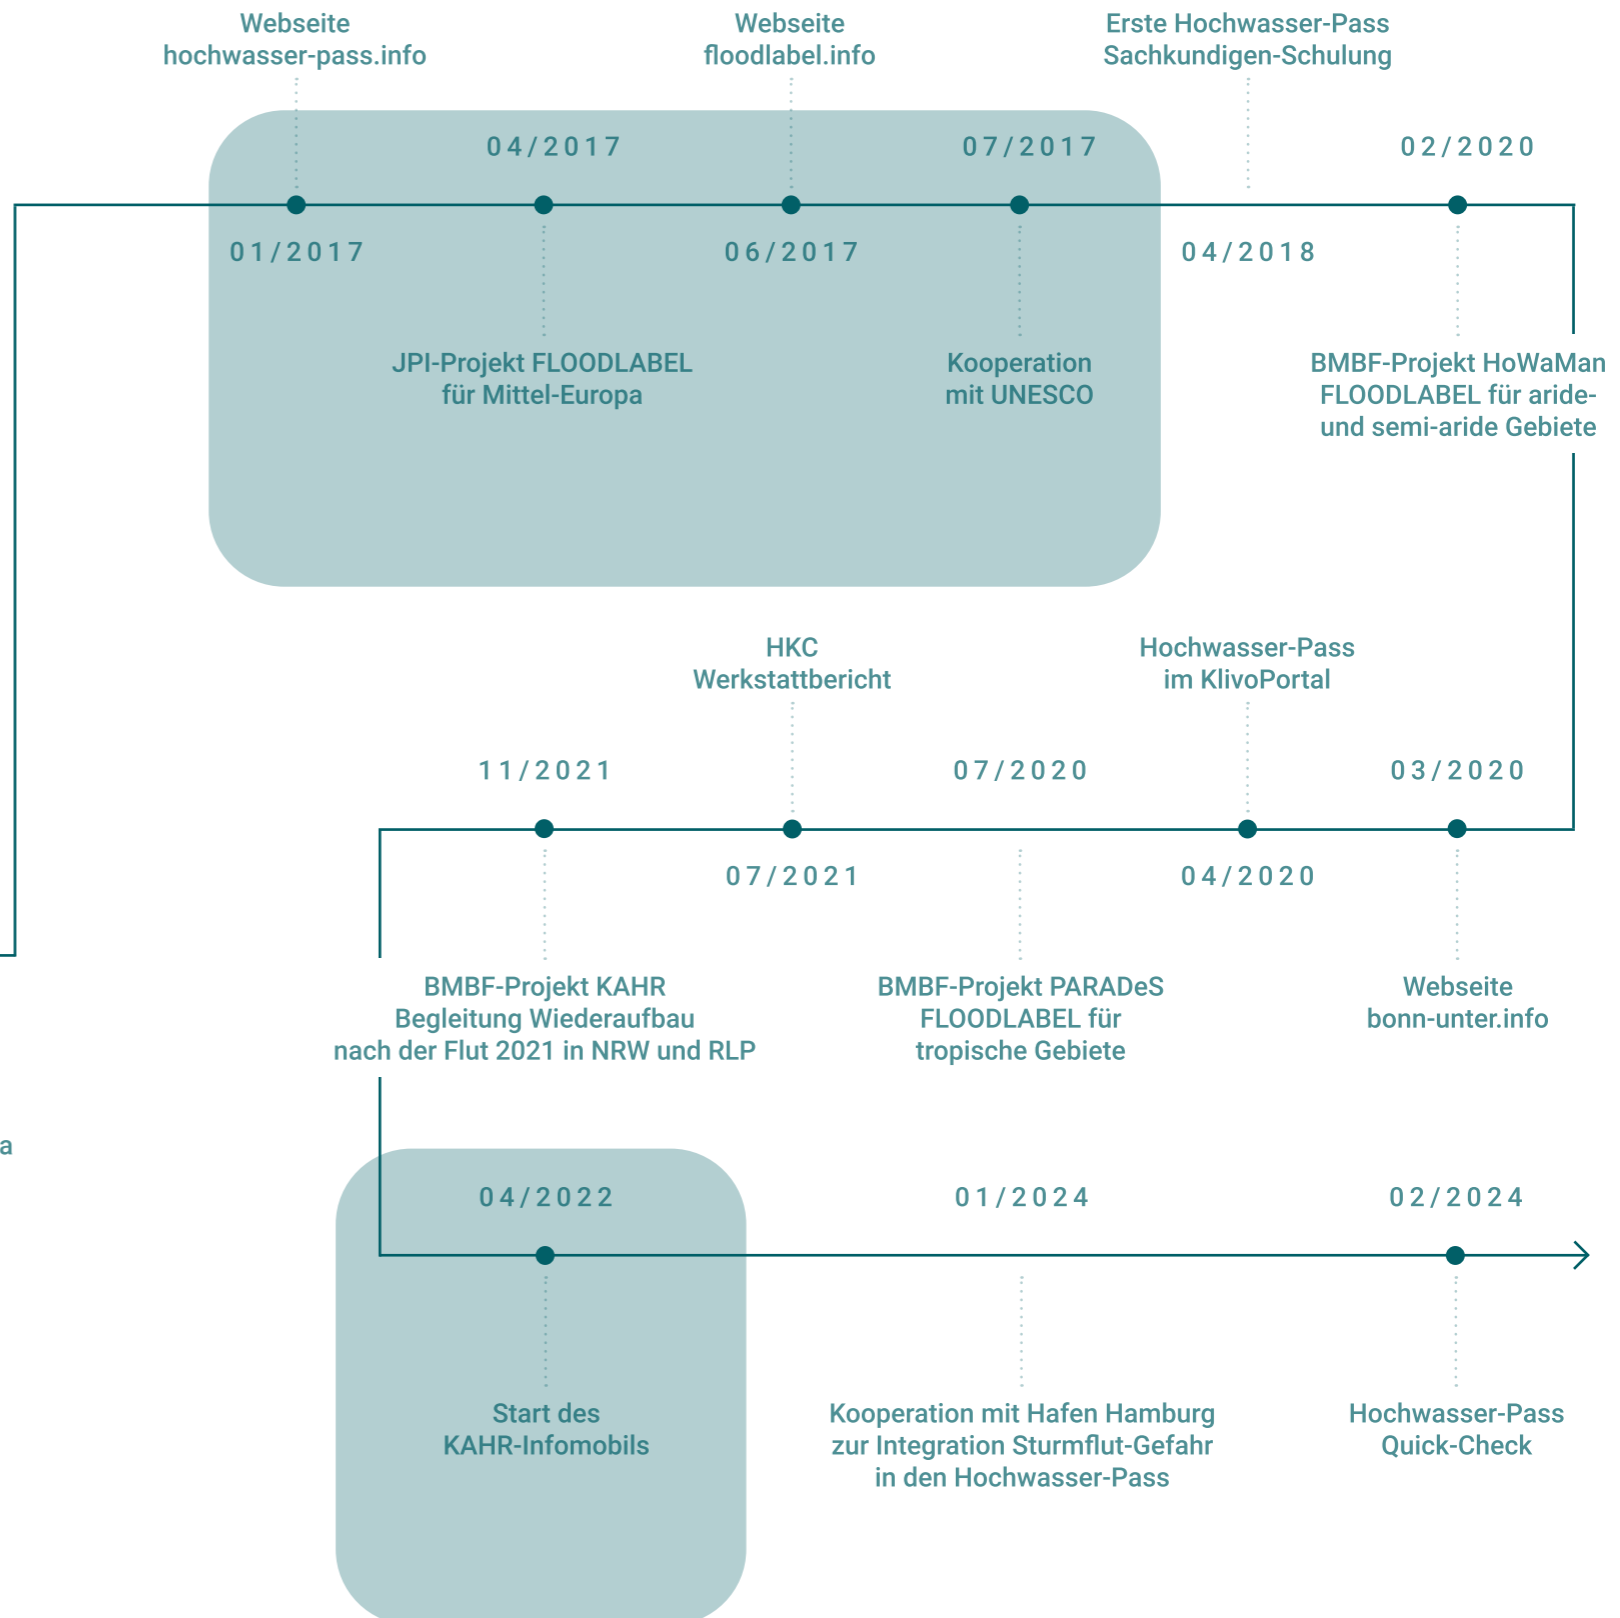 Webseite
hochwasser-pass.info
01/2017
04/2017
JPI-Projekt FLOODLABEL
für Mittel-Europa
Webseite
floodlabel.info
06/2017
07/2017
Kooperation
mit UNESCO
Erste Hochwasser-Pass
Sachkundigen-Schulung
04/2018
02/2020
BMBF-Projekt HoWaMan
FLOODLABEL für aride-
und semi-aride Gebiete
03/2020
Webseite
bonn-unter.info
Hochwasser-Pass
im KlivoPortal
04/2020
07/2020
BMBF-Projekt PARADeS
FLOODLABEL für
tropische Gebiete
HKC
Werkstattbericht
07/2021
11/2021
BMBF-Projekt KAHR
Begleitung Wiederaufbau
nach der Flut 2021 in NRW und RLP
a
04/2022
Start des
KAHR-Infomobils
01/2024
Kooperation mit Hafen Hamburg
zur Integration Sturmflut-Gefahr
in den Hochwasser-Pass
02/2024
Hochwasser-Pass
Quick-Check